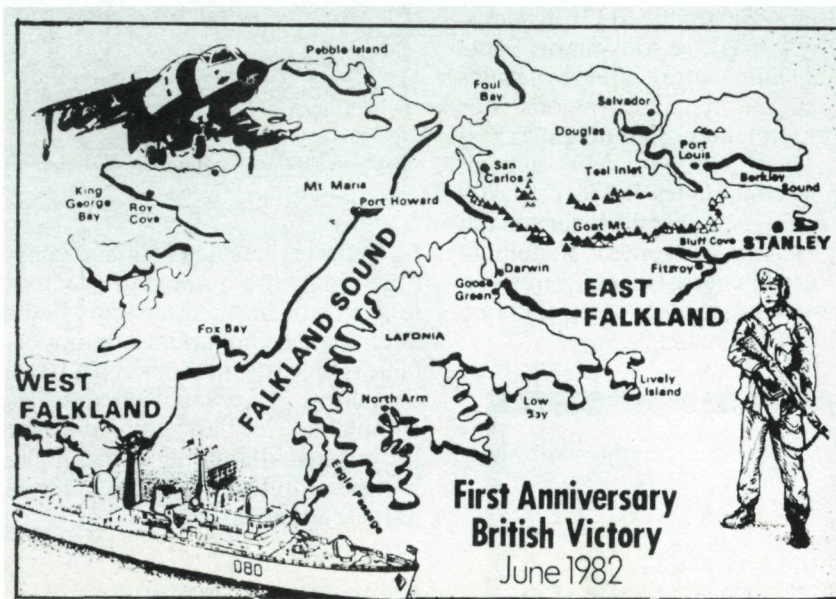 Pebble Island
Foul
Bay
Salvador
Douglas
Port
Louis
San
Carlos
Teal Inlet
Berkley
Sound
King
George
Bay
Roy
Cove
Mt Maria
Port Howard
Goat Mt
STANLEY
Bluff Cove
Fitzroy
Darwin
Goose
Green
EAST
FALKLAND
FALKLAND SOUND
Fox Bay
LAFONIA
WEST
FALKLAND
North Arm
Low
Bay
Lively
Island
Eagle Passage
First Anniversary
British Victory
June 1982
D80